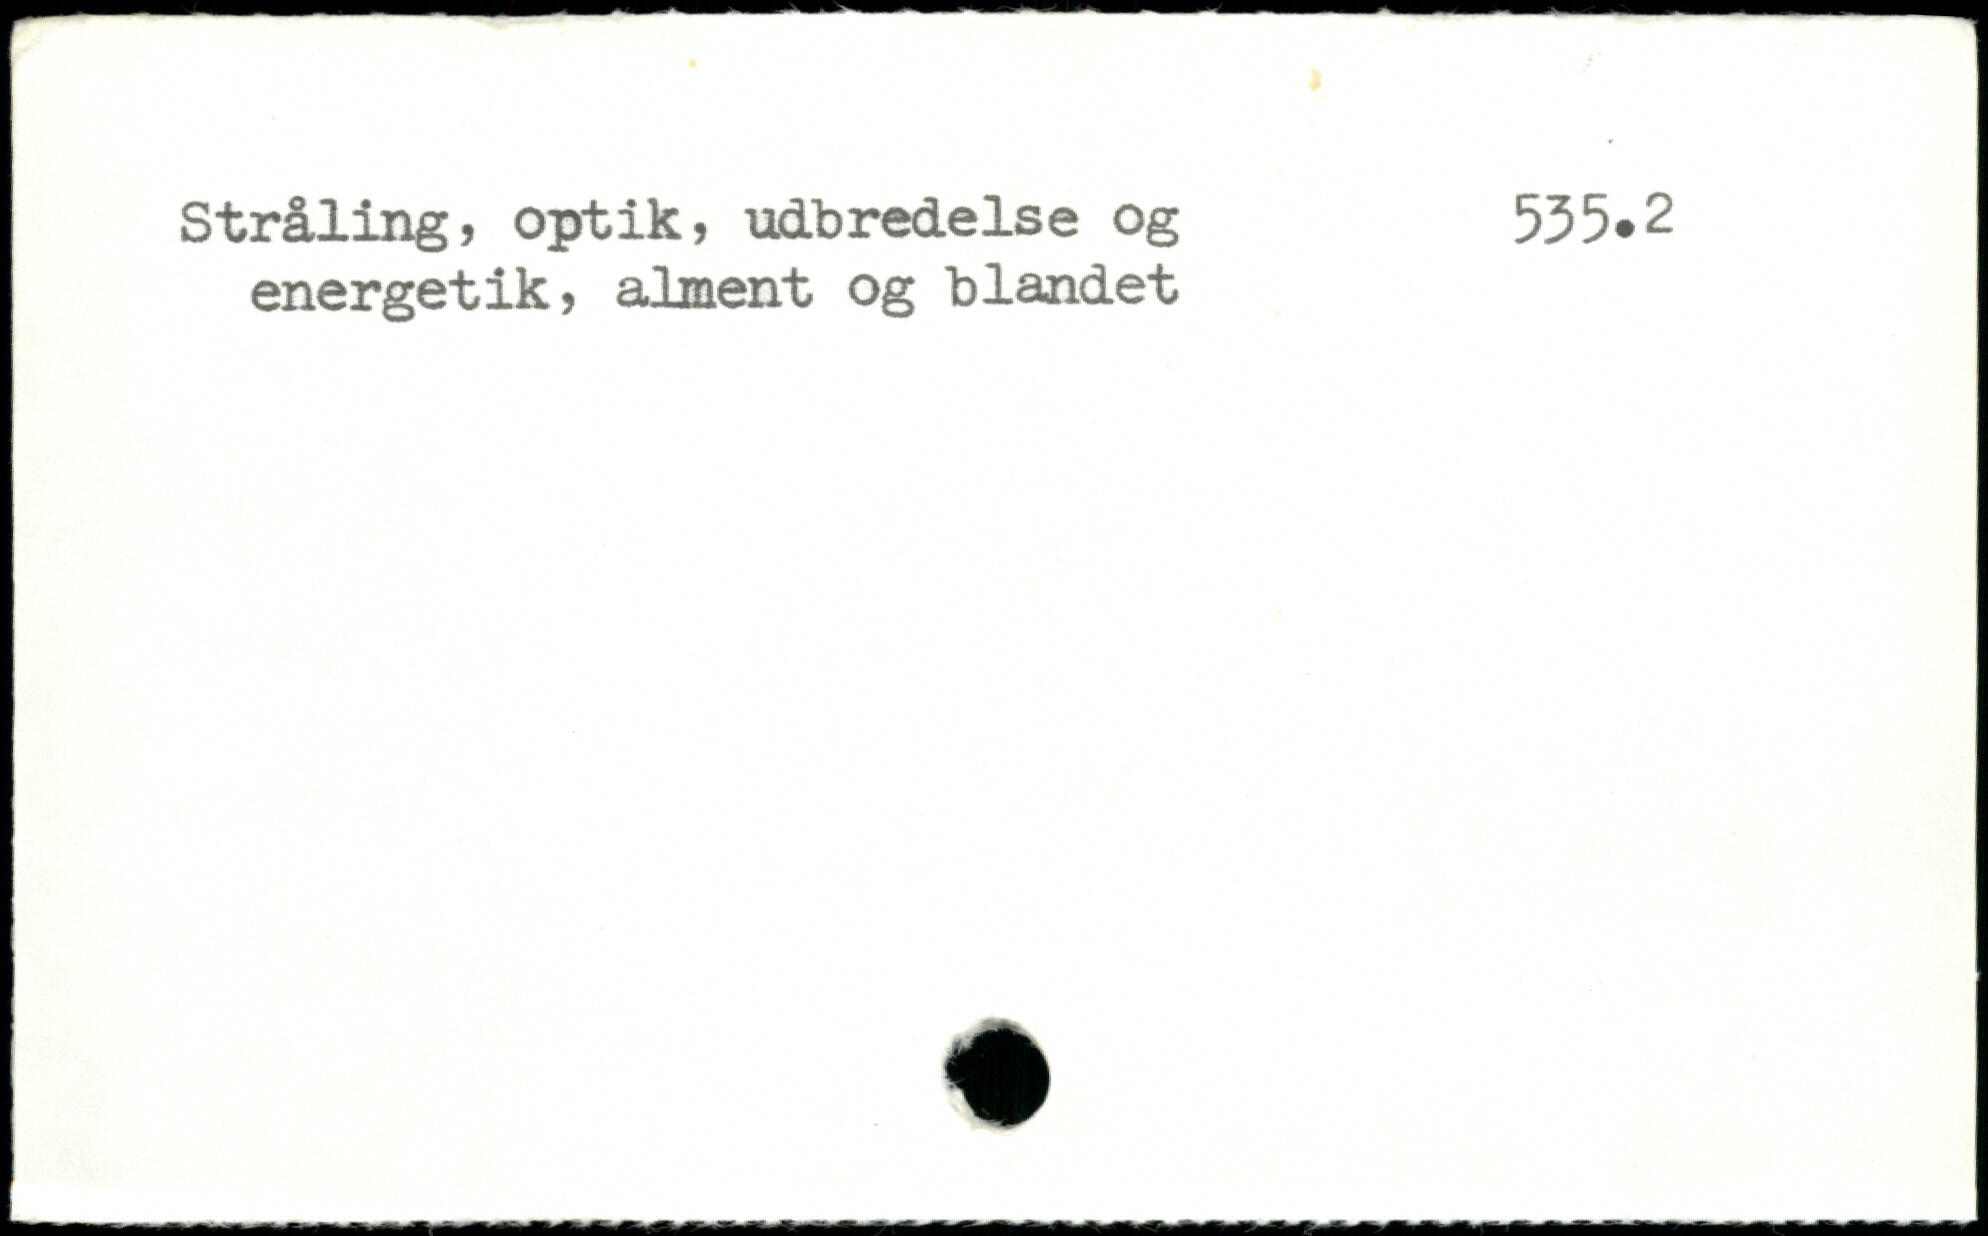 Stråling, optik, udbredelse og 535.2
energetik, alment og blandet